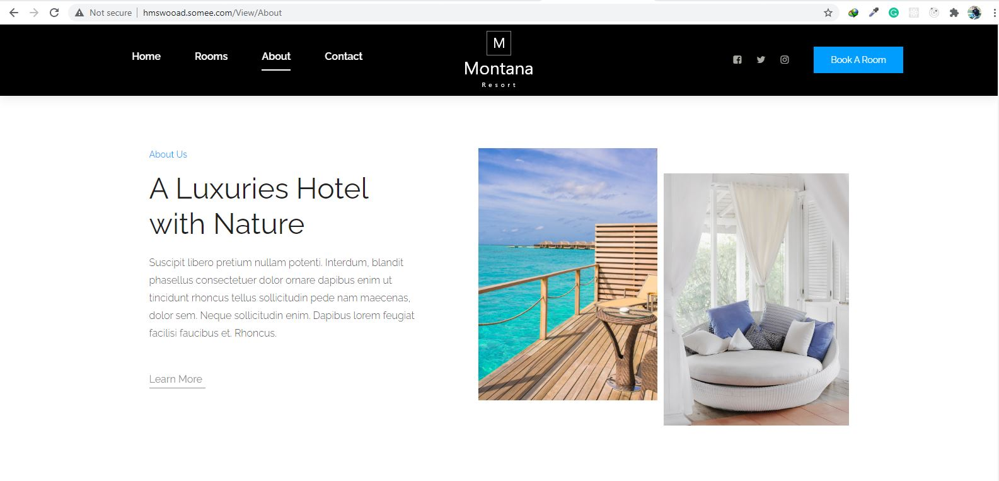 Not secure
hmswooad.somee.com/View/About
Home Rooms About Contact
M
Montana
Resort
Book A Room
About Us
A Luxuries Hotel
with Nature
Suscipit libero pretium nullam potenti. Interdum, blandit
phasellus consectetuer dolor ornare dapibus enim ut
tincidunt rhoncus tellus sollicitudin pede nam maecenas,
dolor sem. Neque sollicitudin enim. Dapibus lorem feugiat
facilisi faucibus et. Rhoncus.
Learn More